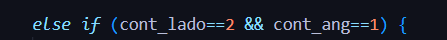 else if (cont_lado==2 && cont_ang==1) {